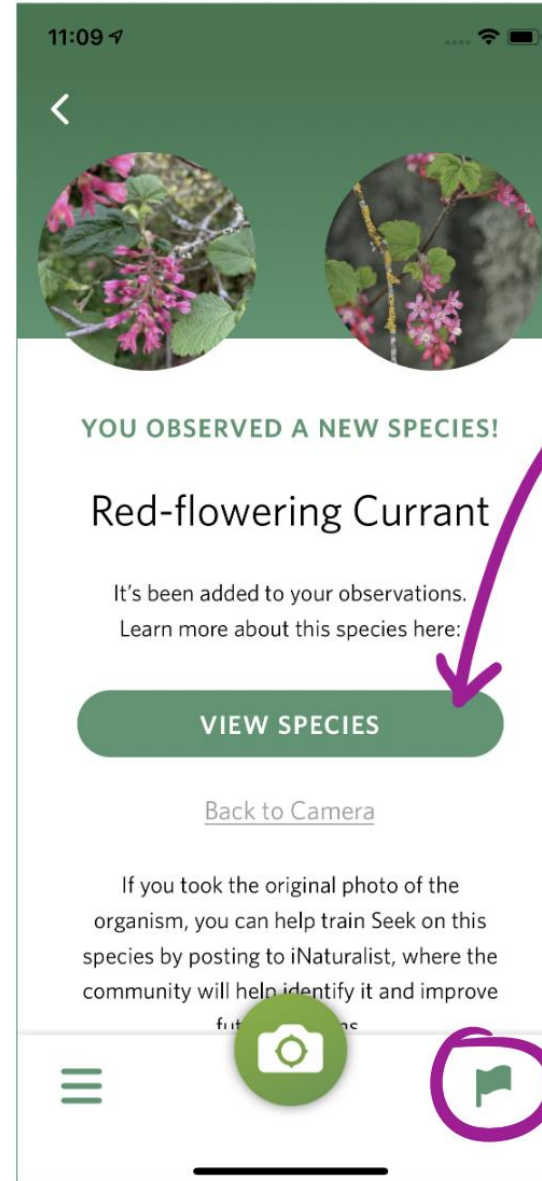 11:09
YOU OBSERVED A NEW SPECIES!
Red-flowering Currant
It’s been added to your observations.
Learn more about this species here:
VIEW SPECIES
Back to Camera
If you took the original photo of the
organism, you can help train Seek on this
species by posting to iNaturalist, where the
community will help identify it and improve